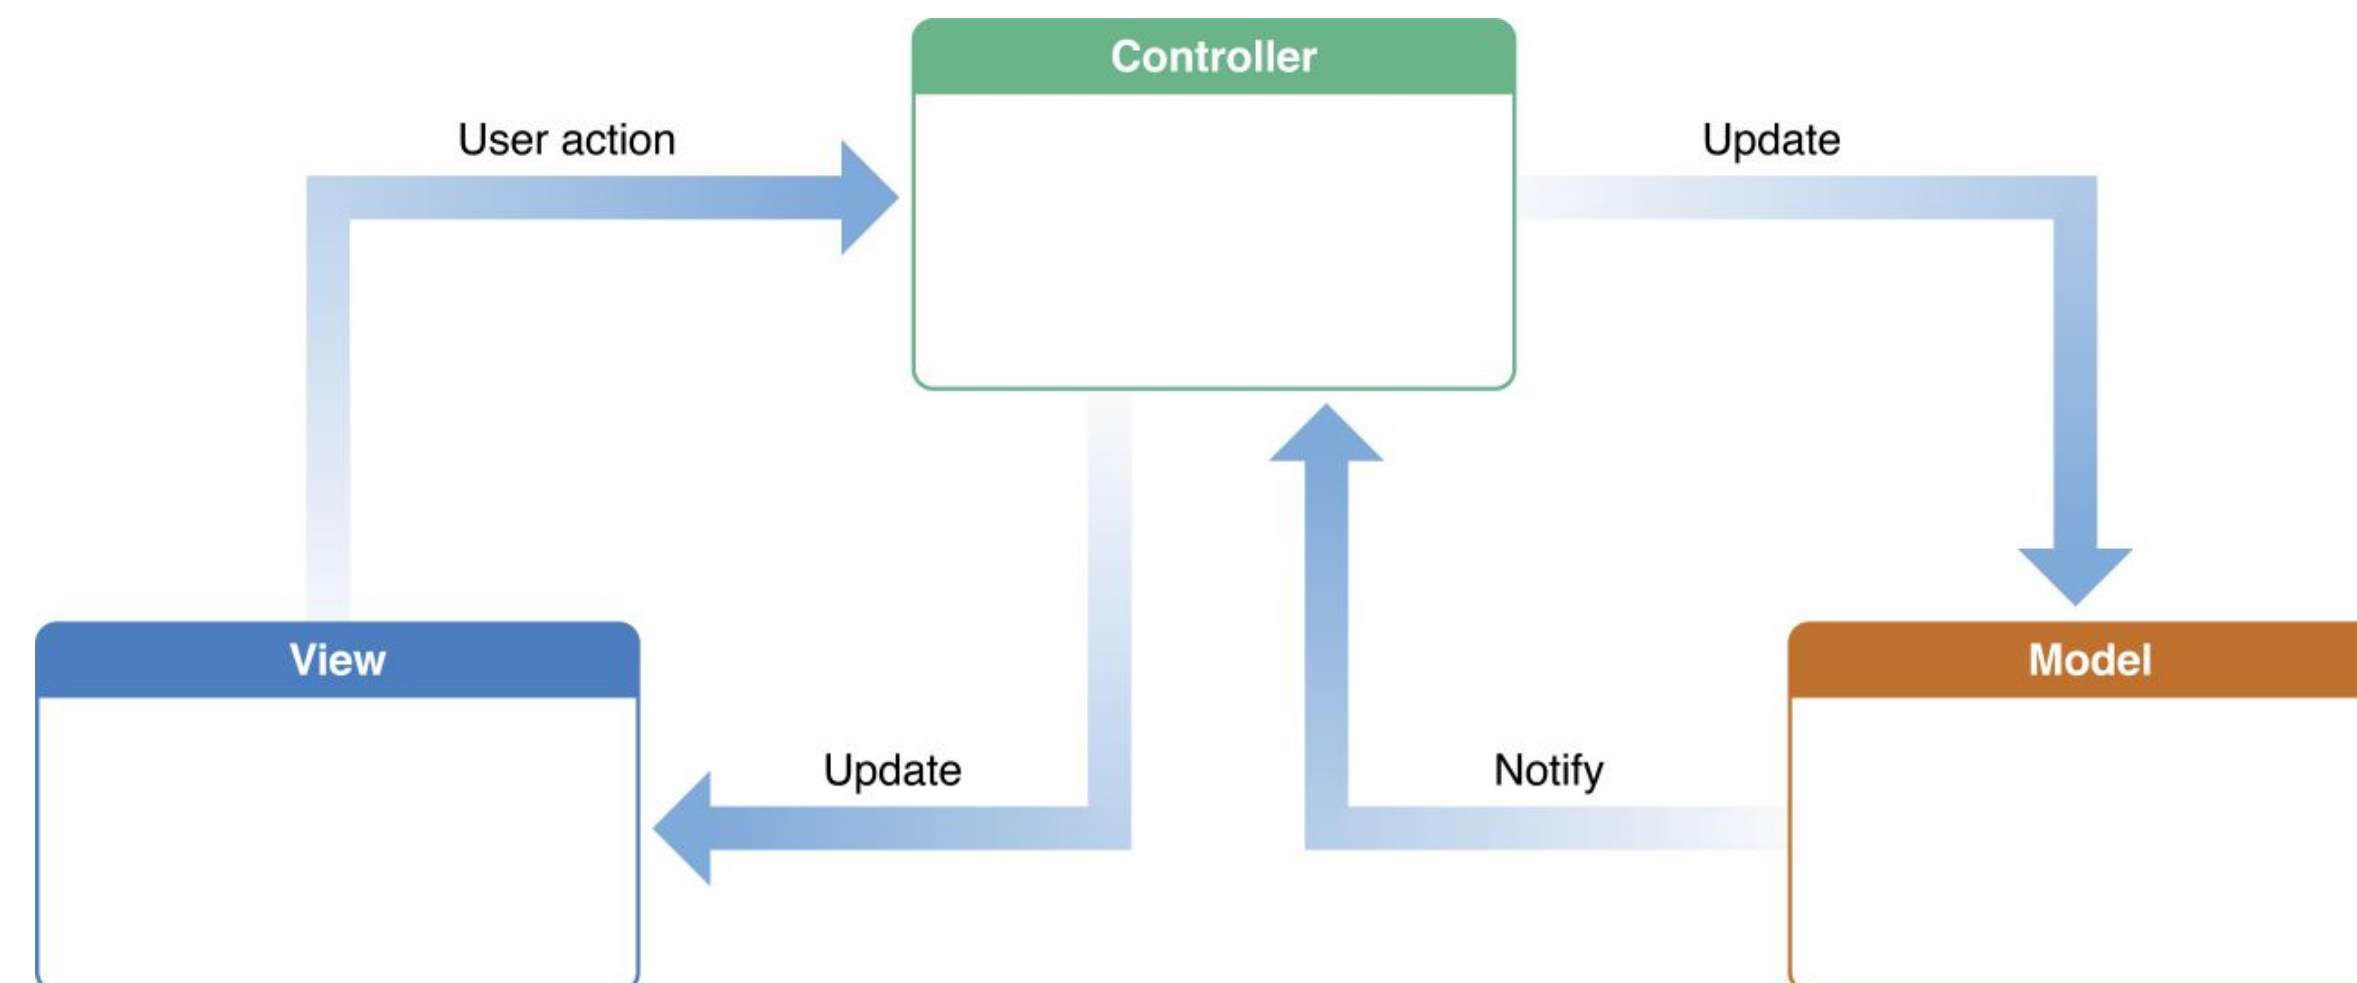 Controller
User action
Update
View
Model
Update
Notify